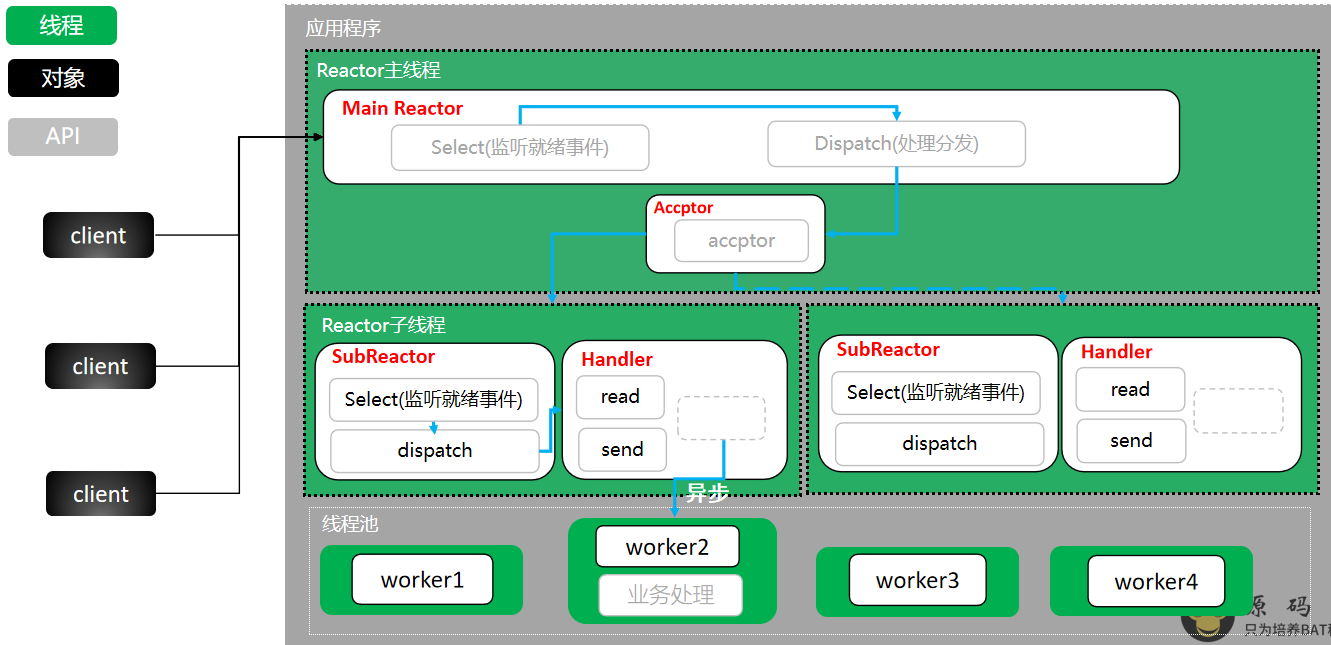 线程
对象
API
client
client
client
应用程序
Reactor主线程
Main Reactor
Select(监听就绪事件)
Dispatch(处理分发)
Accptor
accptor
Reactor子线程
SubReactor
Select(监听就绪事件)
dispatch
Handler
read
send
异步
SubReactor
Select(监听就绪事件)
dispatch
Handler
read
send
线程池
worker1
worker2
业务处理
worker3
worker4
源 码
只为培养BAT